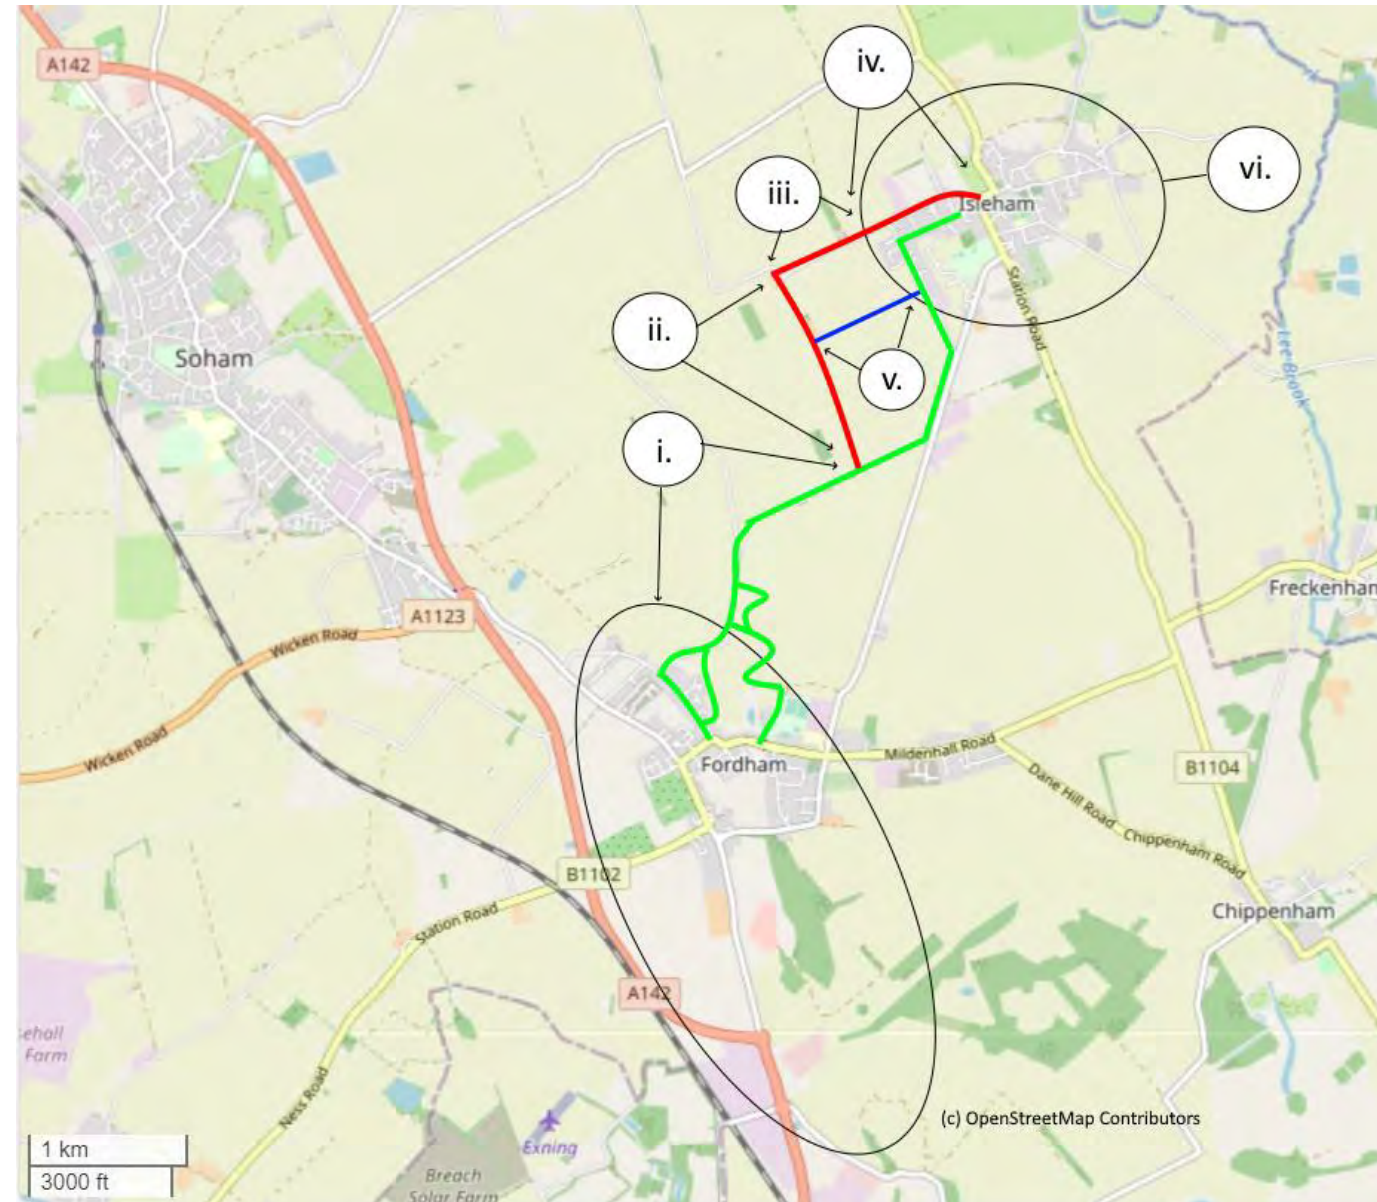 A142
iv.
vi.
iii.
Isleham
Station Road
ii.
Soham
Lee Brook
v.
i.
Freckenham
A1123
Wicken Road
Wicken Road
Fordham
Mildenhall Road
B1104
Dane Hill Road
Chippenham Road
B1102
Station Road
Chippenham
A142
Farm
Ness Road
(c) OpenStreetMap Contributors
Exning
1 km
3000 ft
Breach
Solar Farm